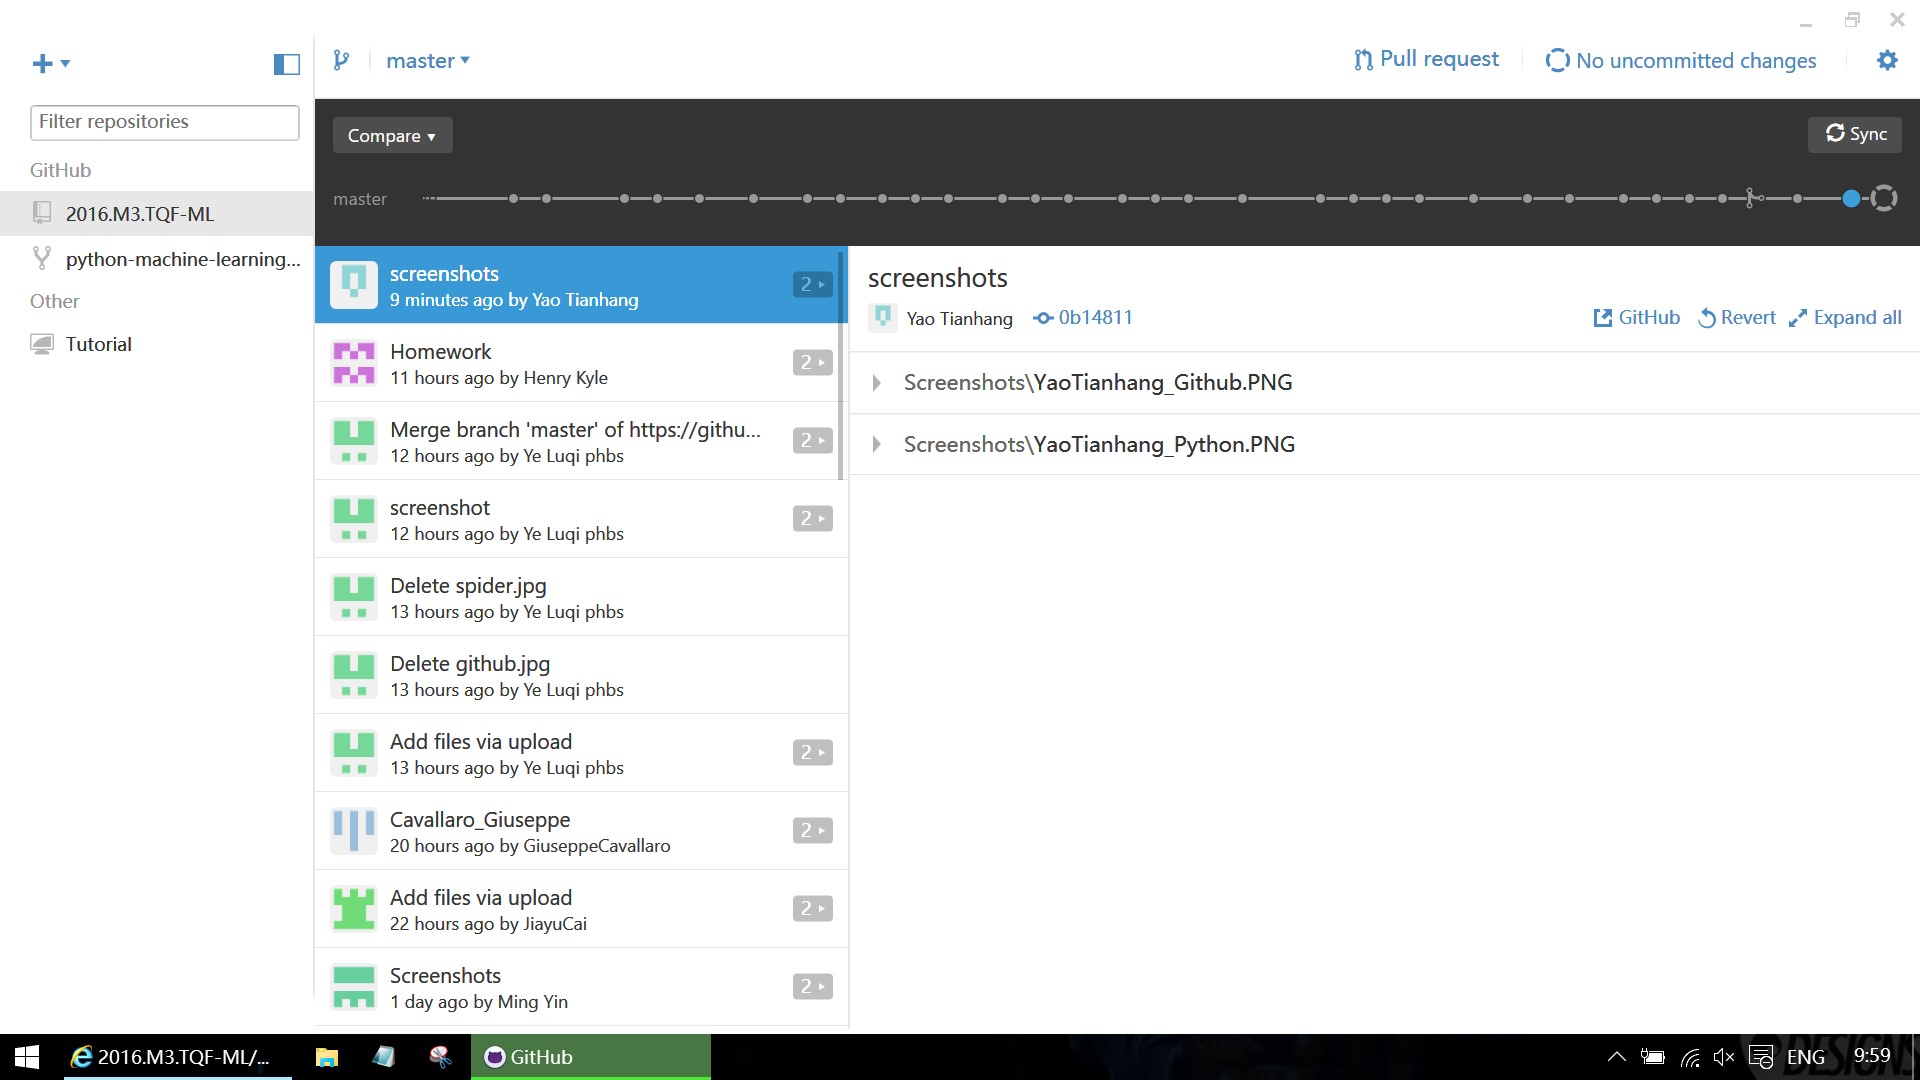 master
Pull request
No uncommitted changes
Filter repositories
GitHub
2016.M3.TQF-ML
python-machine-learning...
Other
Tutorial
Compare
Sync
master
screenshots
9 minutes ago by Yao Tianhang
2
Homework
11 hours ago by Henry Kyle
2
Merge branch 'master' of https://githu...
12 hours ago by Ye Luqi phbs
2
screenshot
12 hours ago by Ye Luqi phbs
2
Delete spider.jpg
13 hours ago by Ye Luqi phbs
Delete github.jpg
13 hours ago by Ye Luqi phbs
Add files via upload
13 hours ago by Ye Luqi phbs
2
Cavallaro_Giuseppe
20 hours ago by GiuseppeCavallaro
2
Add files via upload
22 hours ago by JiayuCai
2
Screenshots
1 day ago by Ming Yin
2
screenshots
Yao Tianhang
0b14811
GitHub
Revert
Expand all
Screenshots\YaoTianhang_Github.PNG
Screenshots\YaoTianhang_Python.PNG
2016.M3.TQF-ML/...
GitHub
ENG
9:59
DESIGNS